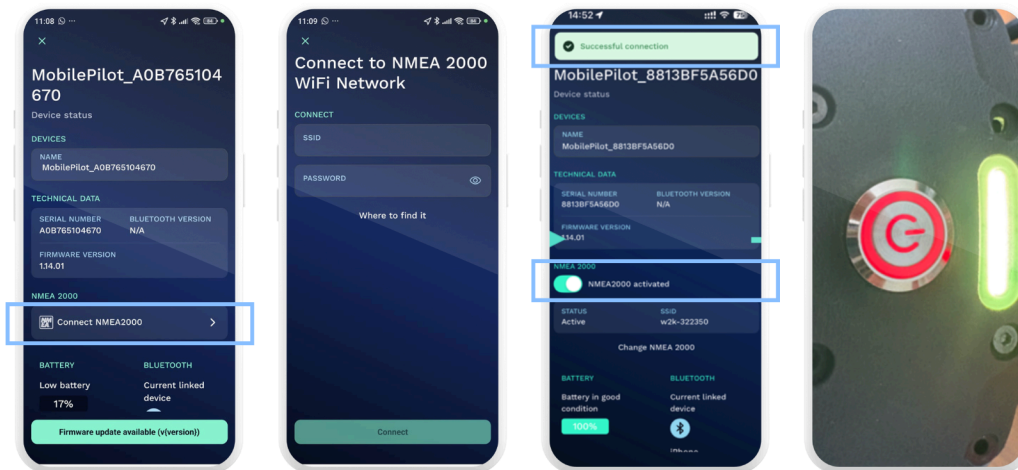 11:08
84
MobilePilot_A0B765104
670
Device status
DEVICES
NAME
MobilePilot_A0B765104670
TECHNICAL DATA
SERIAL NUMBER BLUETOOTH VERSION
A0B765104670 N/A
FIRMWARE VERSION
1.14.01
NMEA 2000
Connect NMEA2000
BATTERY BLUETOOTH
Low battery Current linked
device
17%
Firmware update available (v(version))
11:09
Connect to NMEA 2000
WiFi Network
CONNECT
SSID
PASSWORD
Where to find it
Connect
14:52
Successful connection
MobilePilot_8813BF5A56D0
Device status
DEVICES
NAME
MobilePilot_8813BF5A56D0
TECHNICAL DATA
SERIAL NUMBER BLUETOOTH VERSION
8813BF5A56D0 N/A
FIRMWARE VERSION
1.14.01
NMEA 2000
NMEA2000 activated
STATUS SSID
Active w2k-322350
Change NMEA 2000
BATTERY BLUETOOTH
Battery in good Current linked
condition device
100%
iPhone